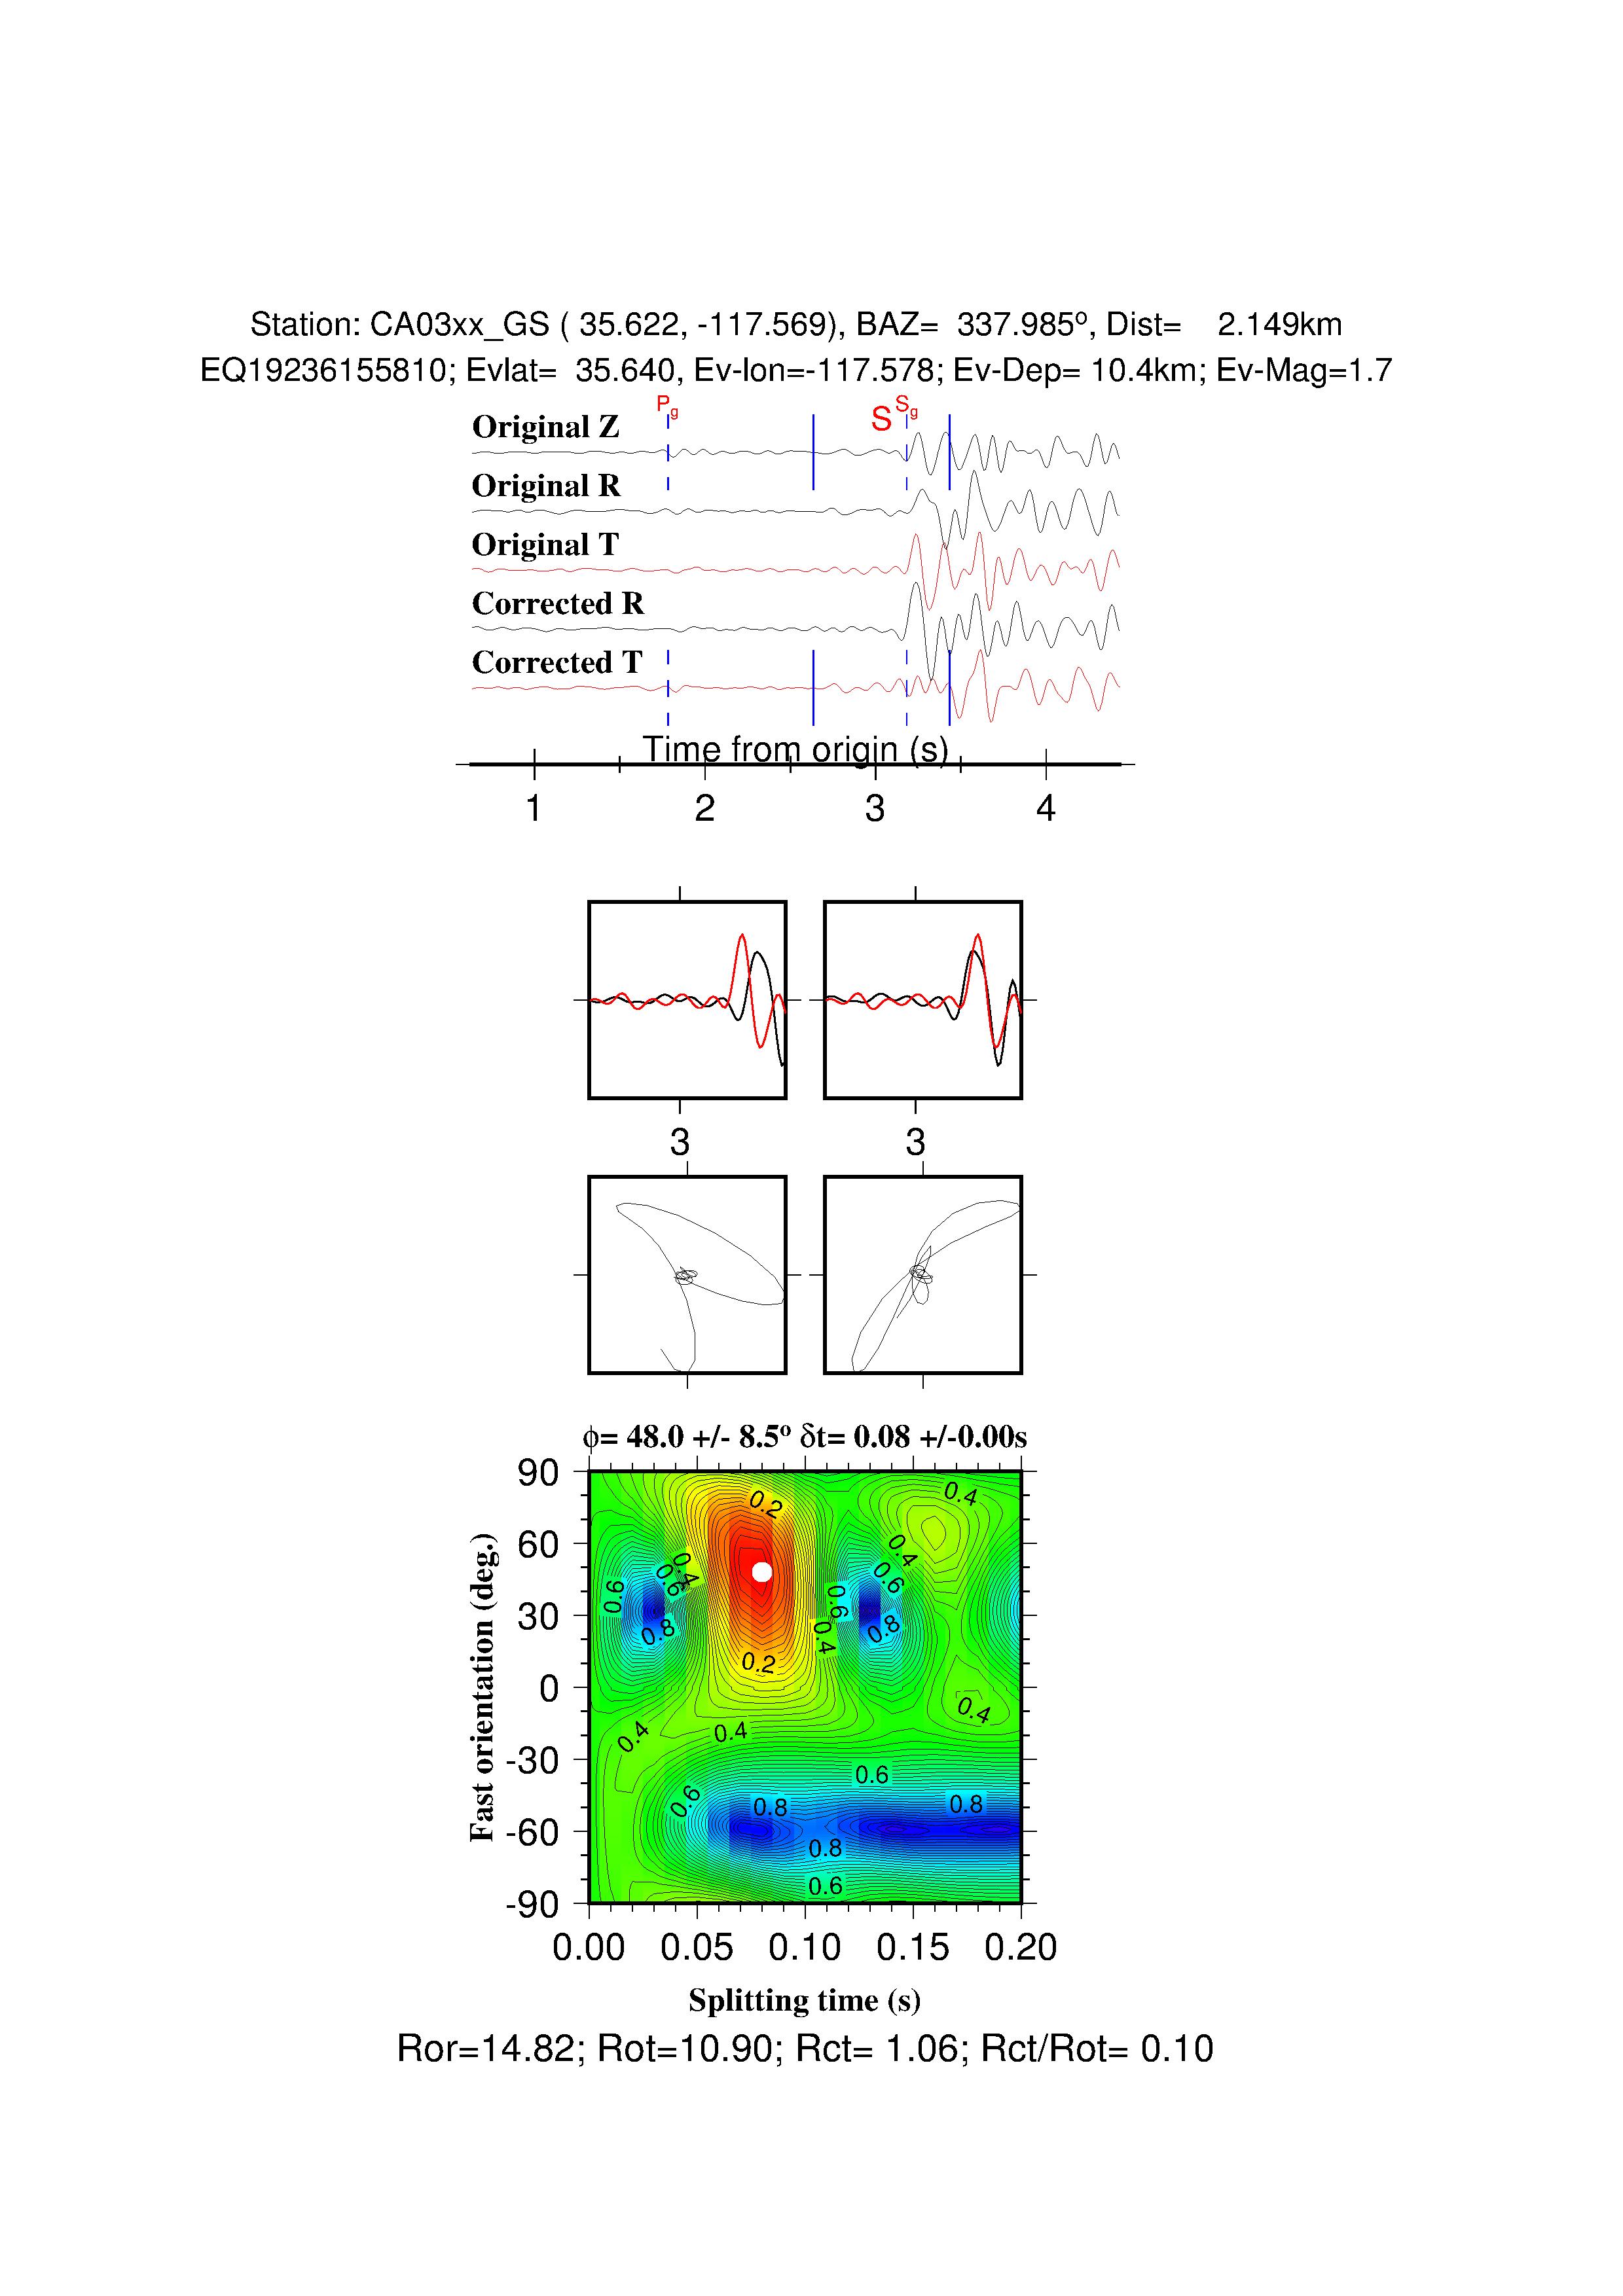 Station: CA03xx_GS ( 35.622, -117.569), BAZ= 337.985º, Dist= 2.149km
EQ19236155810; Evlat= 35.640, Ev-lon=-117.578; Ev-Dep= 10.4km; Ev-Mag=1.7
Pg S Sg
Original Z
Original R
Original T
Corrected R
Corrected T
Time from origin (s)
1 2 3 4
3 3
ϕ= 48.0 +/- 8.5º δt= 0.08 +/-0.00s
Fast orientation (deg.)
90
60
30
0
-30
-60
-90
0.2 0.4
0.4 0.4
0.6 0.6 0.6 0.6
0.8 0.4 0.8
0.2
0.4
0.4 0.4
0.6
0.6 0.8 0.8
0.8
0.6
0.00 0.05 0.10 0.15 0.20
Splitting time (s)
Ror=14.82; Rot=10.90; Rct= 1.06; Rct/Rot= 0.10